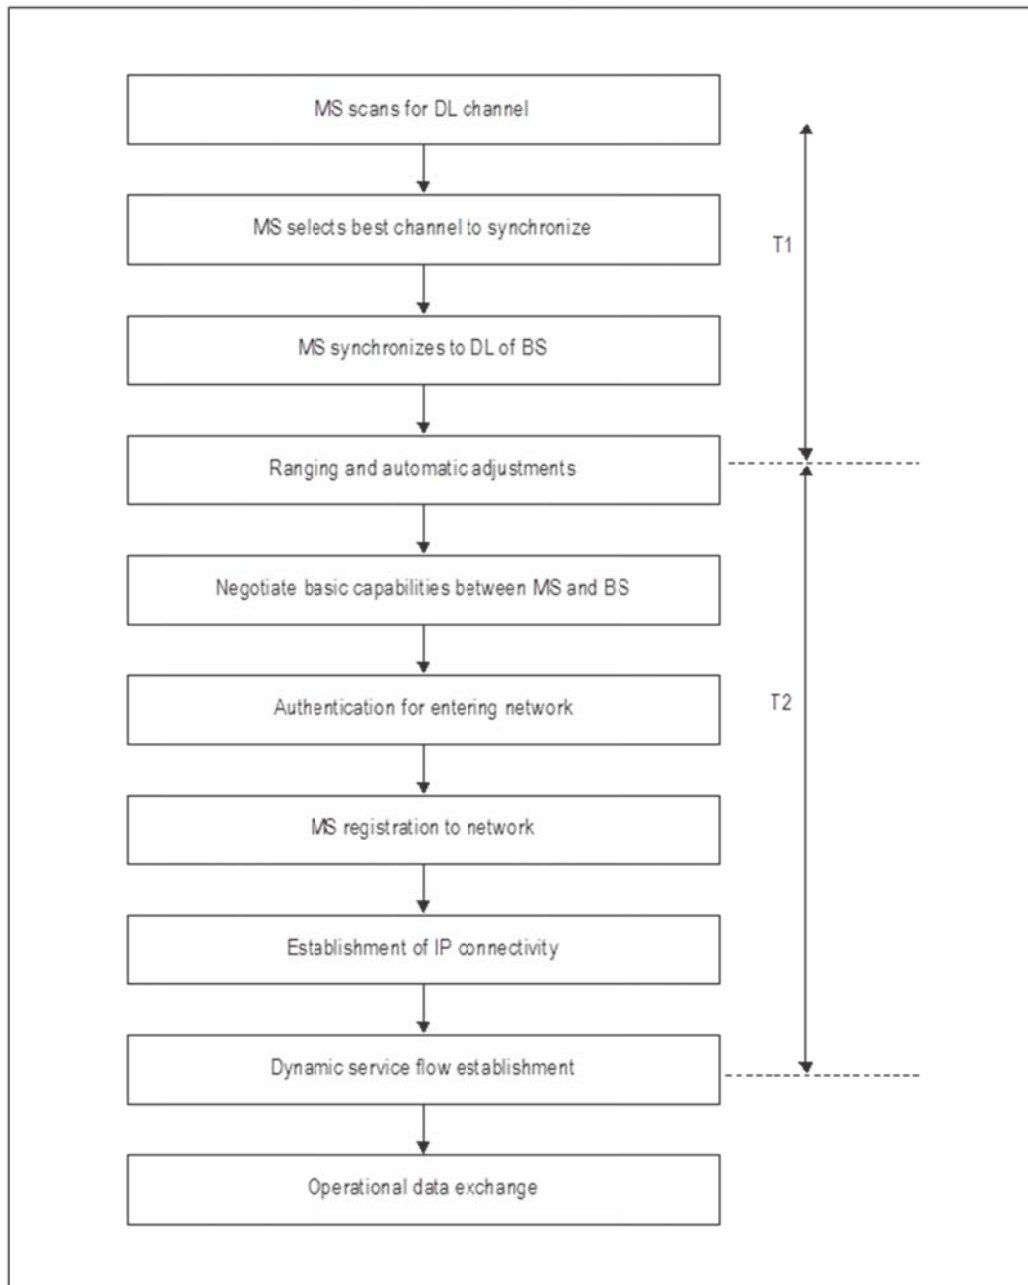 MS scans for DL channel
MS selects best channel to synchronize
T1
MS synchronizes to DL of BS
Ranging and automatic adjustments
Negotiate basic capabilities between MS and BS
Authentication for entering network
T2
MS registration to network
Establishment of IP connectivity
Dynamic service flow establishment
Operational data exchange